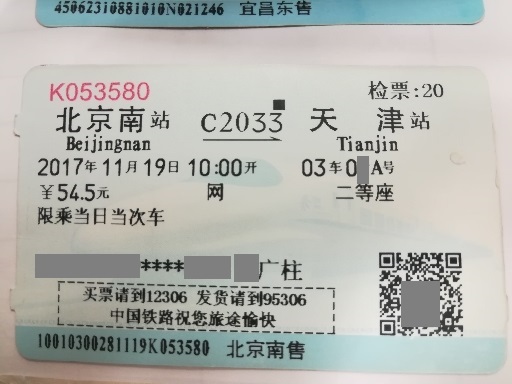 45062310881010N021246 宜昌东售
K053580 检票:20
北京南站 C2033 天津站
Beijingnan Tianjin
2017年11月19日 10:00开 03车0 A号
￥54.5元 网 二等座
限乘当日当次车
**** 广柱
买票请到12306 发货请到95306
中国铁路祝您旅途愉快
10010300281119K053580 北京南售